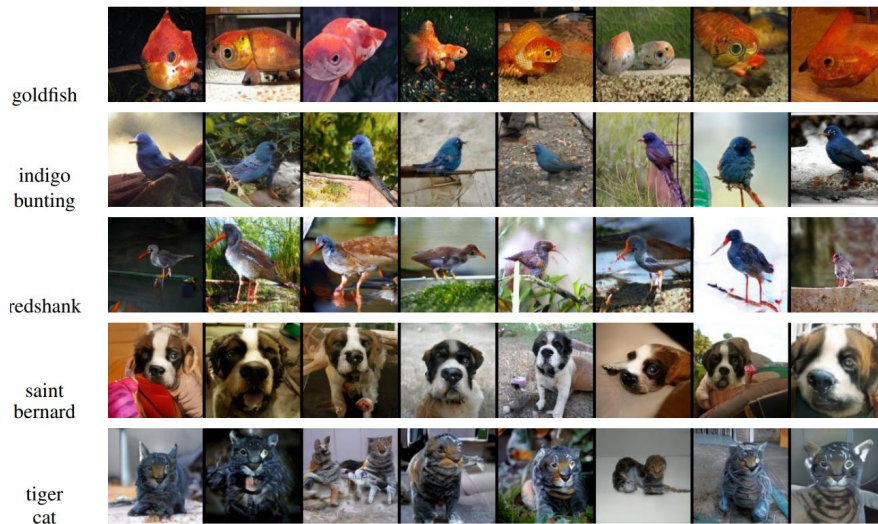 goldfish
indigo
bunting
redshank
saint
bernard
tiger
cat